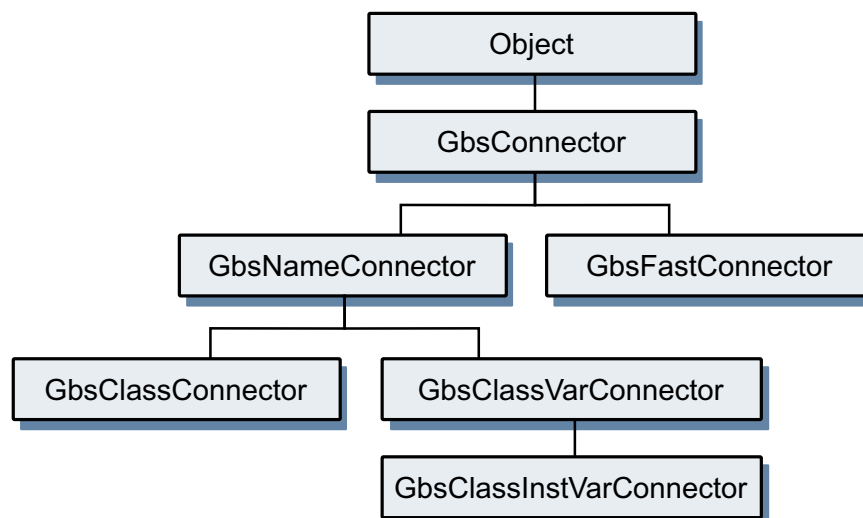 Object
GbsConnector
GbsNameConnector
GbsFastConnector
GbsClassConnector
GbsClassVarConnector
GbsClassInstVarConnector